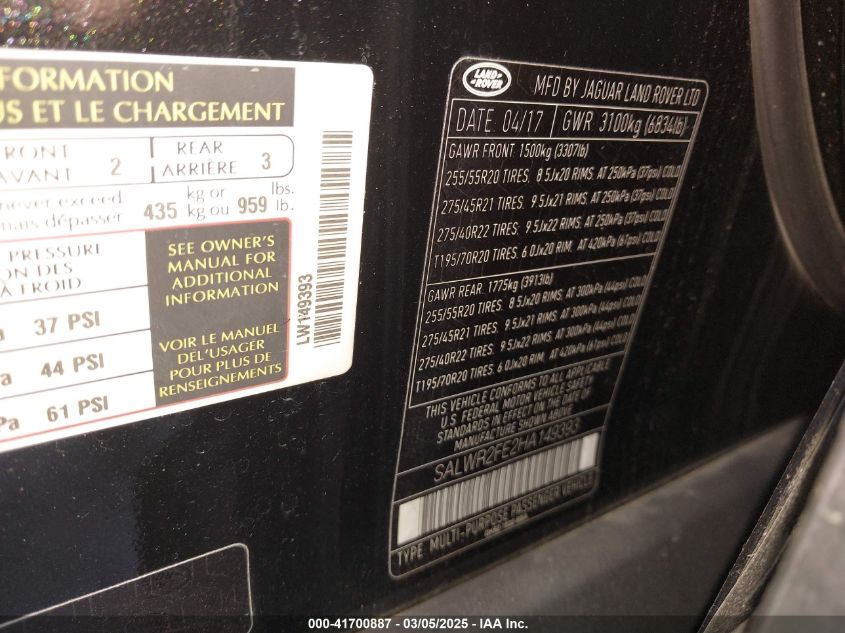 FORMATION
US ET LE CHARGEMENT
FRONT
AVANT 2
REAR
ARRIÈRE 3
never exceed
mais dépasser
435 kg or kg ou 959 lbs. lb.
PRESSURE
ON DES
À FROID
37 PSI
44 PSI
Pa 61 PSI
SEE OWNER'S
MANUAL FOR
ADDITIONAL
INFORMATION
VOIR LE MANUEL
DÉL'USAGER
POUR PLUS DE
RENSEIGNEMENTS
LW149393
LAND ROVER
MFD BY JAGUAR LAND ROVER LTD
DATE 04/17 GWR 3100kg (6834lb)
GAWR FRONT: 1500kg (3307lb)
255/55R20 TIRES, 8.5Jx20 RIMS, AT 250kPa (37psi) COLD
275/45R21 TIRES, 9.5Jx21 RIMS, AT 250kPa (37psi) COLD
275/40R22 TIRES, 9.5Jx22 RIMS, AT 250kPa (37psi) COLD
T195/70R20 TIRES, 6.0Jx20 RIM, AT 420kPa (61psi) COLD
GAWR REAR: 1775kg (3913lb)
255/55R20 TIRES, 8.5Jx20 RIMS, AT 300kPa (44psi) COLD
275/45R21 TIRES, 9.5Jx21 RIMS, AT 300kPa (44psi) COLD
275/40R22 TIRES, 9.5Jx22 RIMS, AT 300kPa (44psi) COLD
T195/70R20 TIRES, 6.0Jx20 RIM, AT 420kPa (61psi) COLD
THIS VEHICLE CONFORMS TO ALL APPLICABLE
U.S. FEDERAL MOTOR VEHICLE SAFETY
STANDARDS IN EFFECT ON THE DATE OF
MANUFACTURE SHOWN ABOVE.
SALWR2FE2HA149393
TYPE: MULTI-PURPOSE PASSENGER VEHICLE
000-41700887 - 03/05/2025 - IAA Inc.